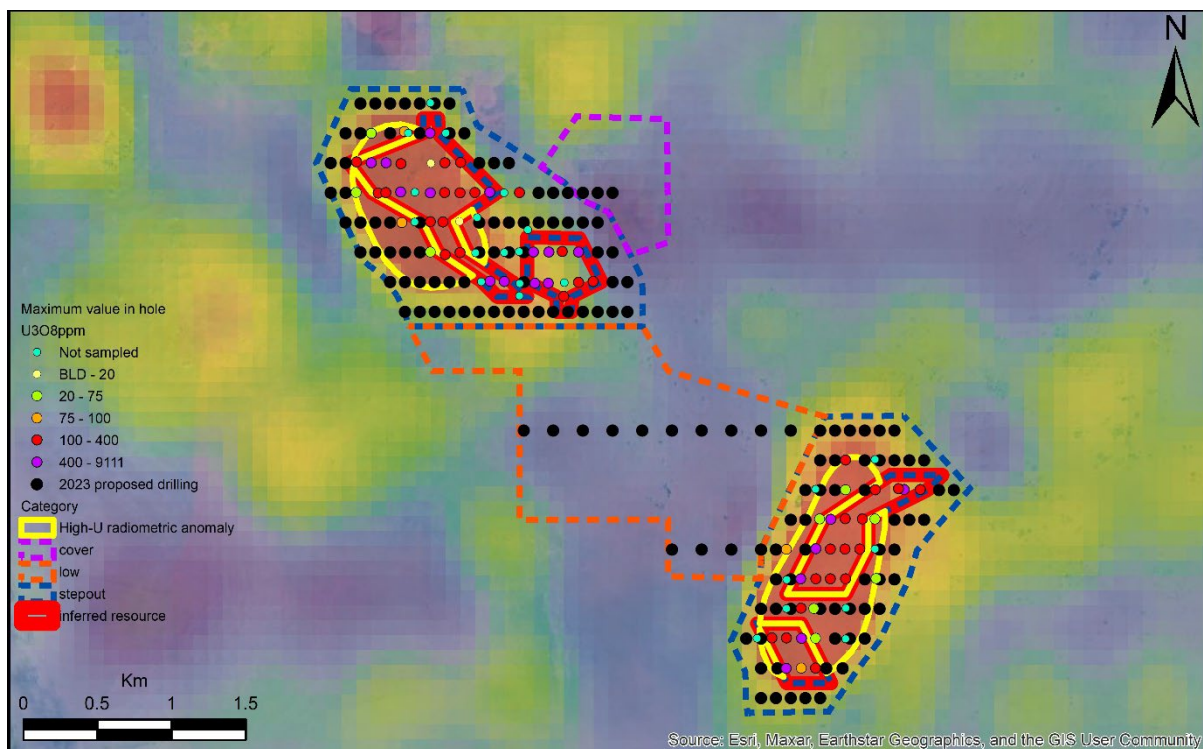 N
Maximum value in hole
U3O8ppm
Not sampled
BLD - 20
20 - 75
75 - 100
100 - 400
400 - 9111
2023 proposed drilling
Category
High-U radiometric anomaly
cover
low
stepout
inferred resource
Km
0 0.5 1 1.5
Source: Esri, Maxar, Earthstar Geographics, and the GIS User Community